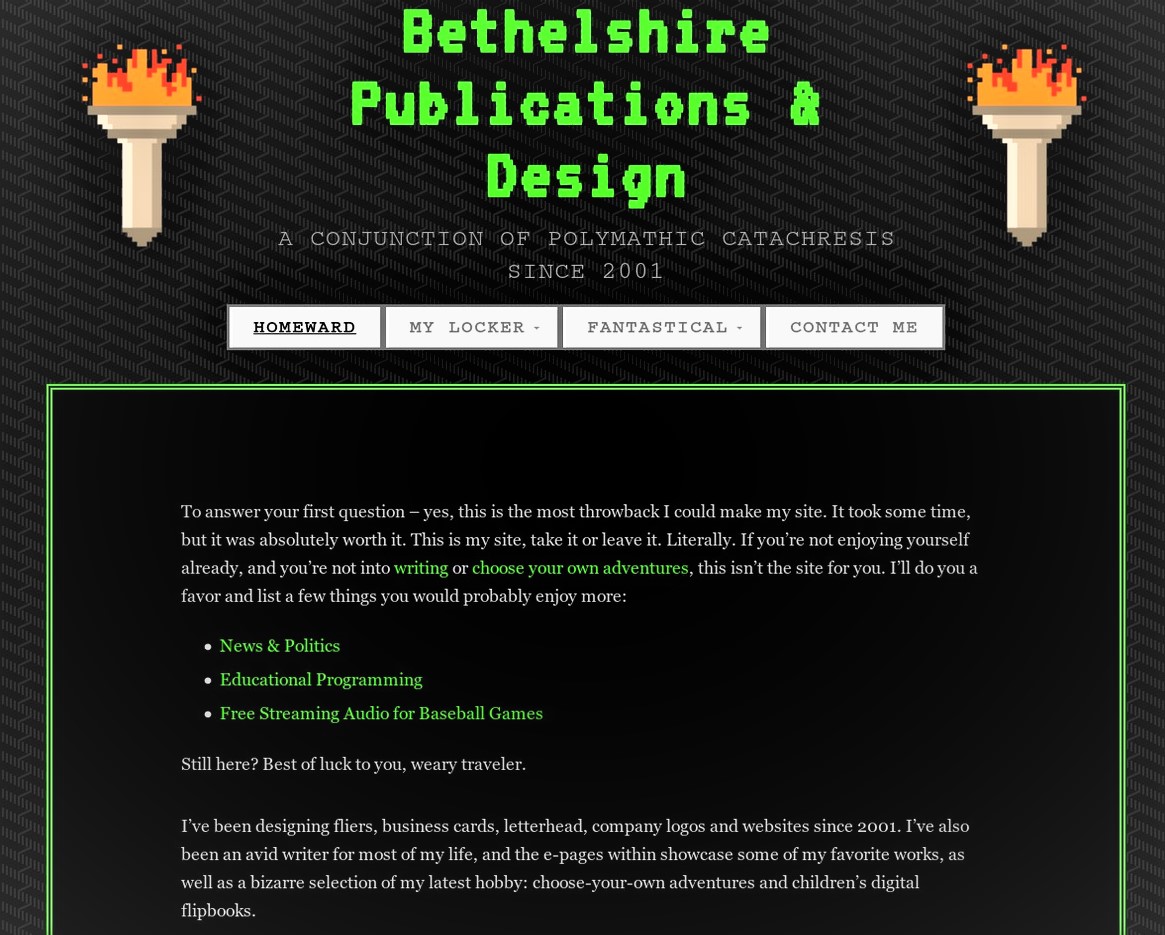 Bethelshire
Publications &
Design
A CONJUNCTION OF POLYMATHIC CATACHRESIS
SINCE 2001
HOMEWARD
MY LOCKER
FANTASTICAL
CONTACT ME
To answer your first question – yes, this is the most throwback I could make my site. It took some time,
but it was absolutely worth it. This is my site, take it or leave it. Literally. If you’re not enjoying yourself
already, and you’re not into writing or choose your own adventures, this isn’t the site for you. I’ll do you a
favor and list a few things you would probably enjoy more:
• News & Politics
• Educational Programming
• Free Streaming Audio for Baseball Games
Still here? Best of luck to you, weary traveler.
I’ve been designing fliers, business cards, letterhead, company logos and websites since 2001. I’ve also
been an avid writer for most of my life, and the e-pages within showcase some of my favorite works, as
well as a bizarre selection of my latest hobby: choose-your-own adventures and children’s digital
flipbooks.